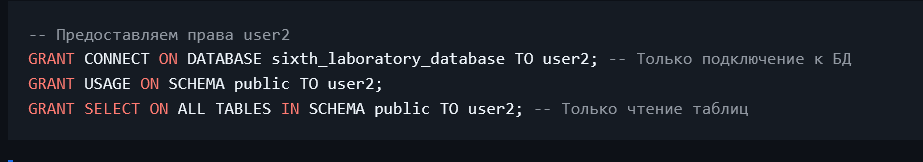 -- Предоставляем права user2
GRANT CONNECT ON DATABASE sixth_laboratory_database TO user2; -- Только подключение к БД
GRANT USAGE ON SCHEMA public TO user2;
GRANT SELECT ON ALL TABLES IN SCHEMA public TO user2; -- Только чтение таблиц